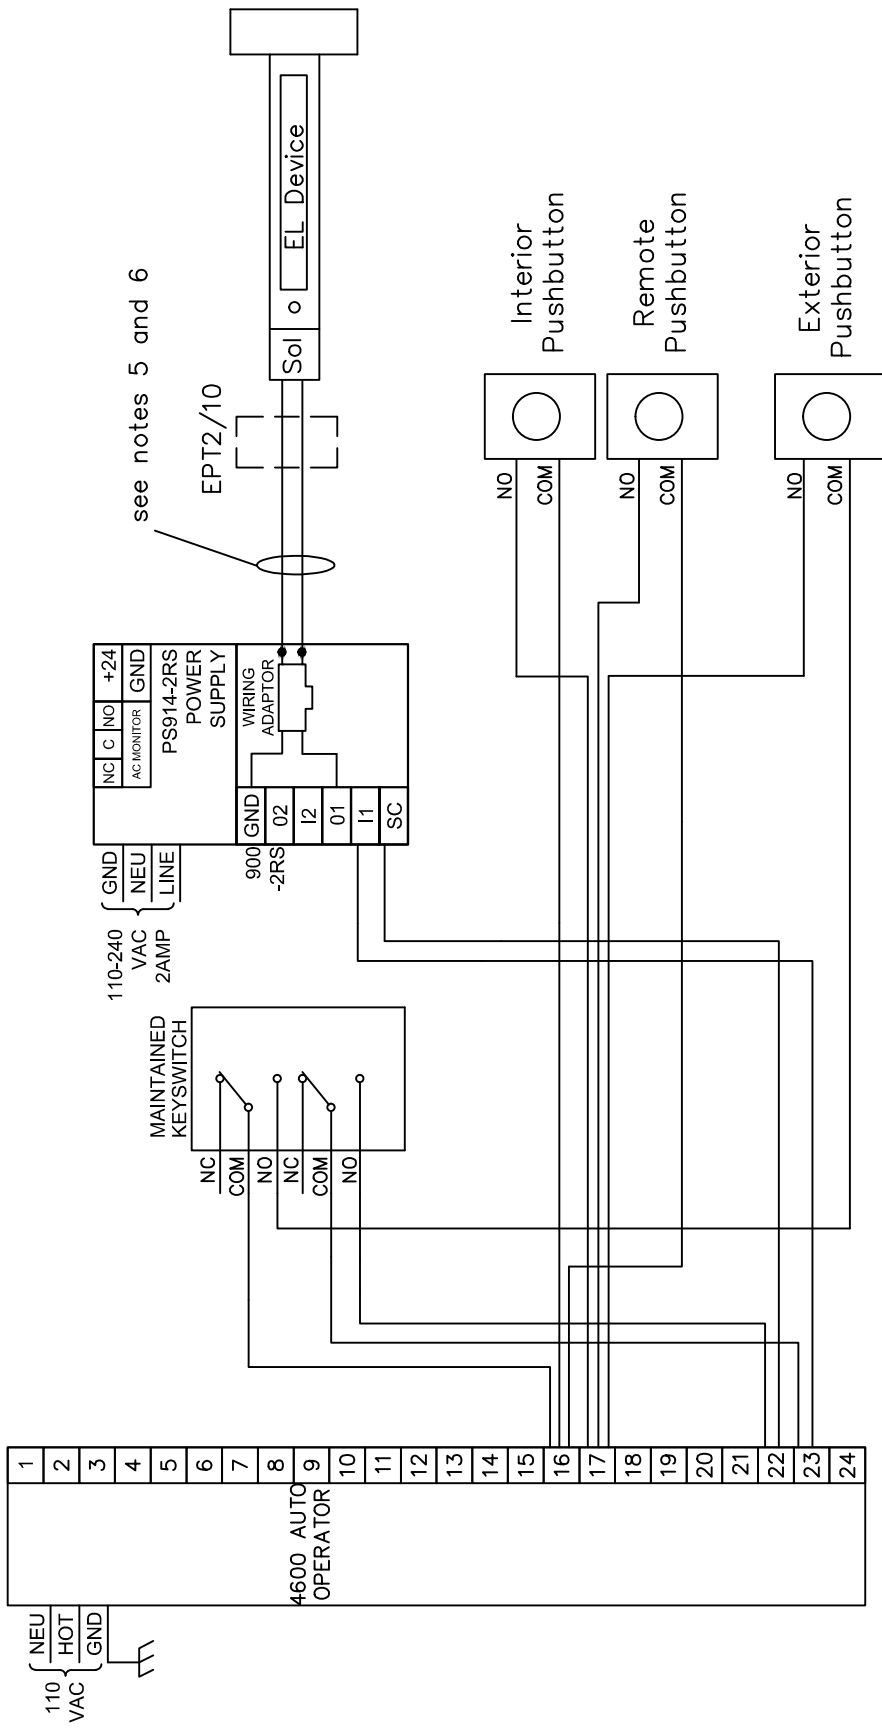 see notes 5 and 6
EPT2/10
Sol
EL Device
NC
C
NO
+24
AC MONITOR
GND
PS914-2RS
POWER
SUPPLY
WIRING
ADAPTOR
GND
NEU
LINE
110-240
VAC
2AMP
900
-2RS
GND
02
I2
01
I1
SC
MAINTAINED
KEYSWITCH
NC
COM
NO
NC
COM
NO
Interior
Pushbutton
NO
COM
Remote
Pushbutton
NO
COM
Exterior
Pushbutton
NO
COM
1
2
3
4
5
6
7
8
9
10
11
12
13
14
15
16
17
18
19
20
21
22
23
24
4600 AUTO
OPERATOR
NEU
HOT
GND
110
VAC